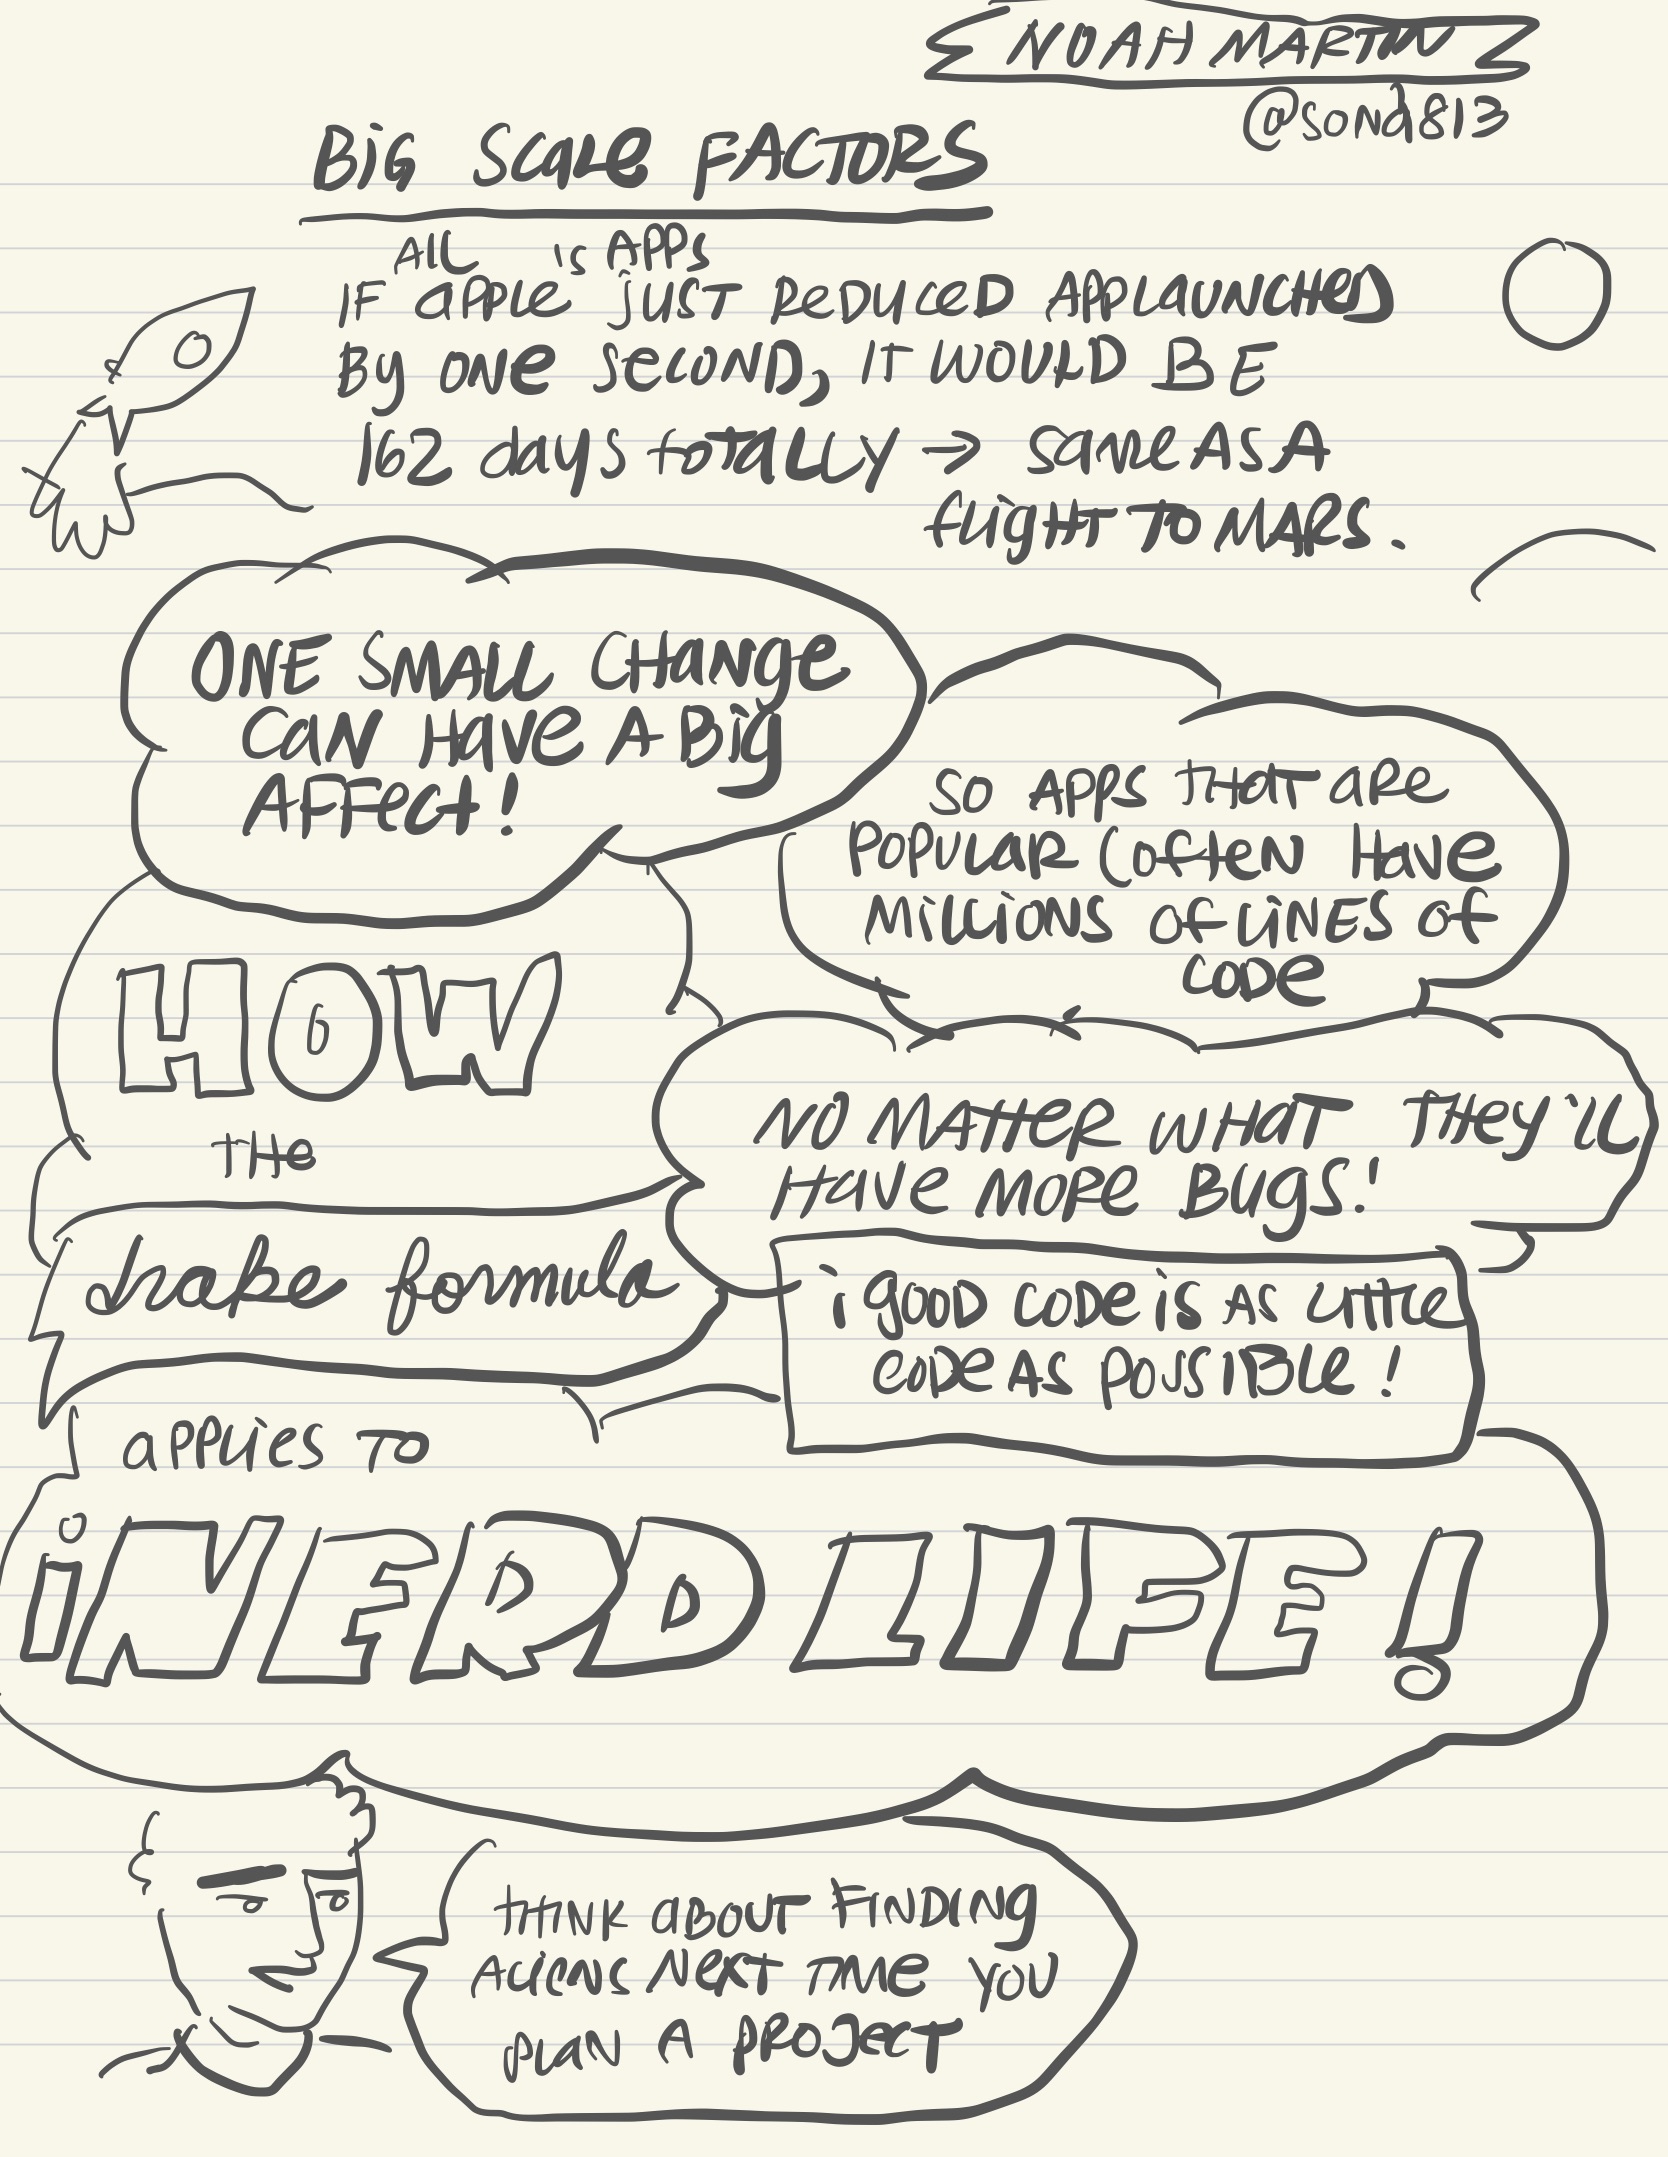 NOAH MARTIN
@sond813
BiG Scale FACTORS
All is APPS
IF apple JUST ReDUCeD APPLaUNCHeD
By ONe SeCOND, IT WOULD BE
162 days toTALLY → same AS A
flight TO MARS.
ONE SMALL CHaNge
CaN Have A Big
AFFect!
SO APPS THAT are
POPULAR (often Have
MilliONS of LiNES of
CODe
NO MATTER WHAT THey'll
Have MORe BUgS!
HOW
THe
drake formula
i gOOD CODe iS AS little
CODe AS POSSIBLe!
applies TO
iNERD LIFE!
THiNK aBOUT FiNDiNg
AlieNS NeXT TiMe YOU
PLaN A PROJecT